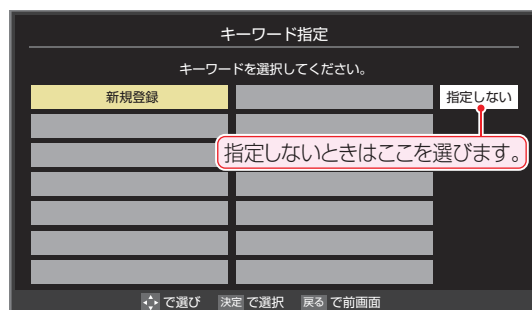 キーワード指定
キーワードを選択してください。
新規登録
指定しない
指定しないときはここを選びます。
で選び 決定 で選択 戻る で前画面